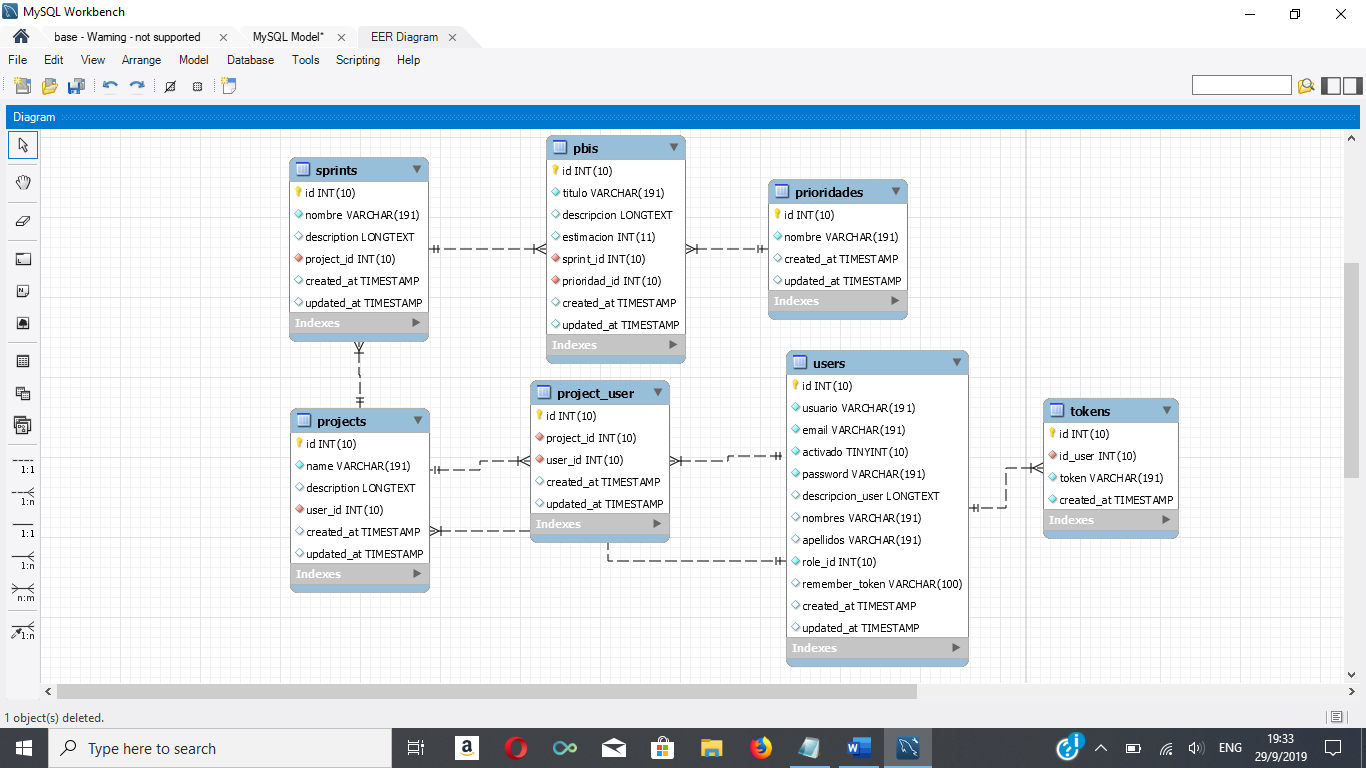 MySQL Workbench
base - Warning - not supported
MySQL Model*
EER Diagram
File Edit View Arrange Model Database Tools Scripting Help
Diagram
sprints
id INT(10)
nombre VARCHAR(191)
description LONGTEXT
project_id INT(10)
created_at TIMESTAMP
updated_at TIMESTAMP
Indexes
pbis
id INT(10)
titulo VARCHAR(191)
descripcion LONGTEXT
estimacion INT(11)
sprint_id INT(10)
prioridad_id INT(10)
created_at TIMESTAMP
updated_at TIMESTAMP
Indexes
prioridades
id INT(10)
nombre VARCHAR(191)
created_at TIMESTAMP
updated_at TIMESTAMP
Indexes
projects
id INT(10)
name VARCHAR(191)
description LONGTEXT
user_id INT(10)
created_at TIMESTAMP
updated_at TIMESTAMP
Indexes
project_user
id INT(10)
project_id INT(10)
user_id INT(10)
created_at TIMESTAMP
updated_at TIMESTAMP
Indexes
users
id INT(10)
usuario VARCHAR(191)
email VARCHAR(191)
activado TINYINT(10)
password VARCHAR(191)
descripcion_user LONGTEXT
nombres VARCHAR(191)
apellidos VARCHAR(191)
role_id INT(10)
remember_token VARCHAR(100)
created_at TIMESTAMP
updated_at TIMESTAMP
Indexes
tokens
id INT(10)
id_user INT(10)
token VARCHAR(191)
created_at TIMESTAMP
Indexes
1:1
1:n
1:1
1:n
n:m
1:n
1 object(s) deleted.
Type here to search
a
ENG
19:33
29/9/2019